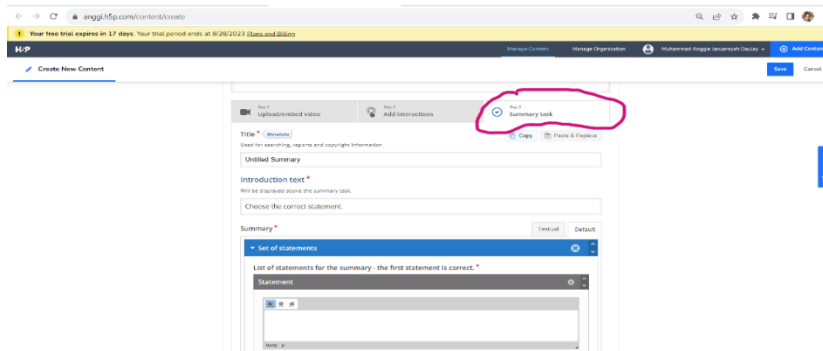 anggi.h5p.com/content/create
! Your free trial expires in 17 days. Your trial period ends at 8/28/2023 Plans and Billing
H5P Manage Content Manage Organization Muhammad Anggie Januarsyah Daulay Add Content
Create New Content Save Cancel
Step 1 Step 2 Step 3
Upload/embed video Add interactions Summary task
Title * Metadata Copy Paste & Replace
Used for searching, reports and copyright information
Untitled Summary
Introduction text *
Will be displayed above the summary task.
Choose the correct statement.
Summary * Textual Default
Set of statements
List of statements for the summary - the first statement is correct. *
Statement
body p